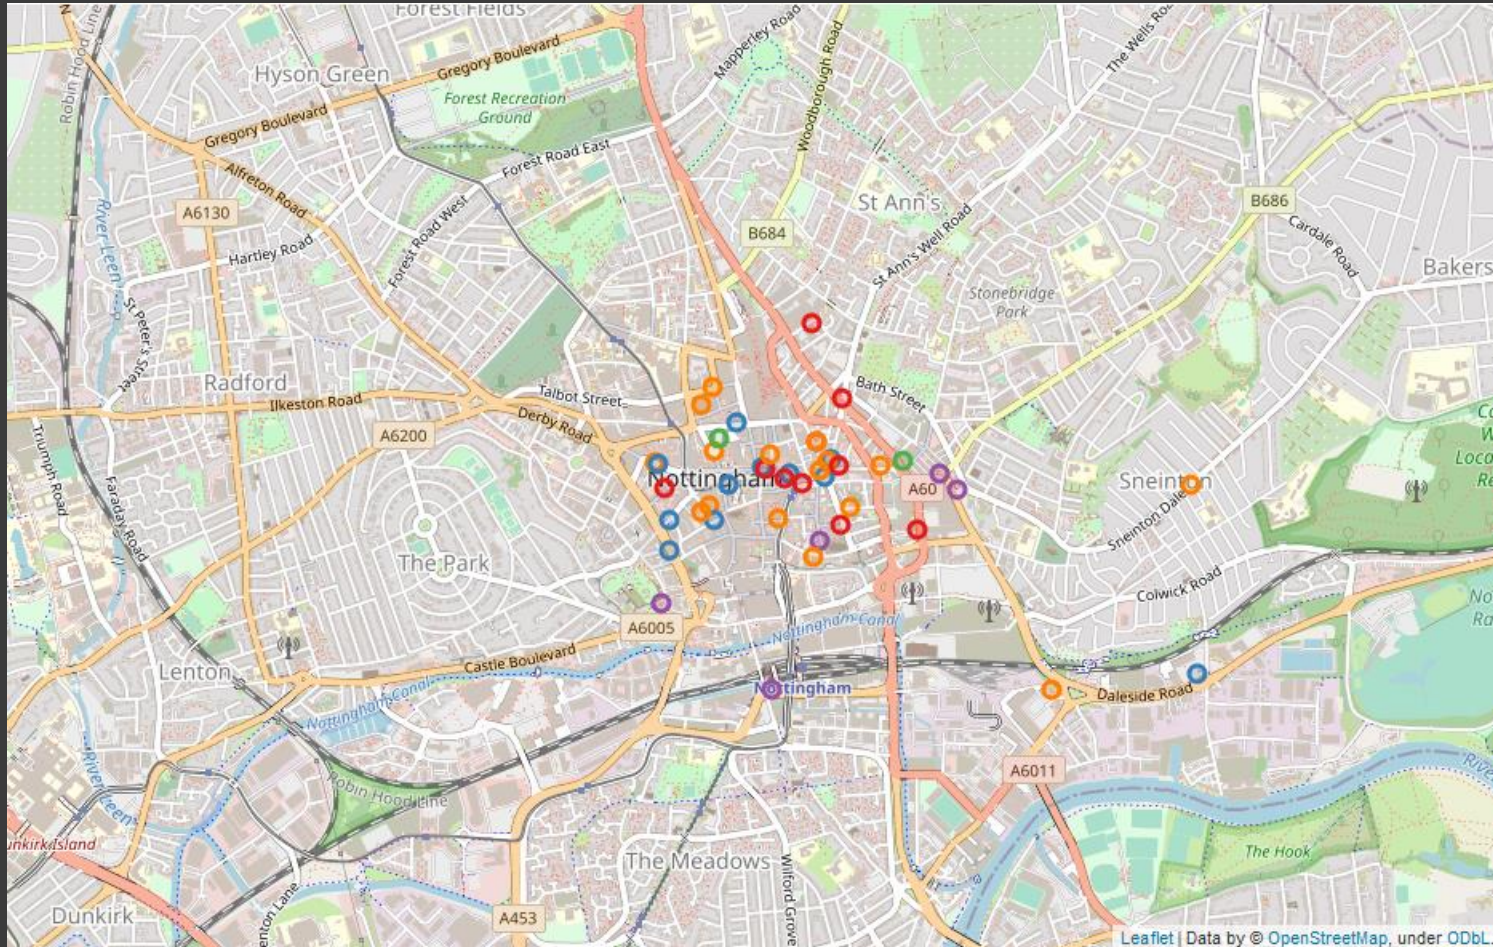 Forest Fields
Robin Hood Line
Hyson Green
Gregory Boulevard
Mapperley Road
The Wells
Woodborough Road
Forest Recreation
Ground
Gregory Boulevard
Forest Road East
Alfreton Road
A6130
River Leen
Hartley Road
Forest Road West
St Ann's
B684
B686
Cardale Road
St Ann's Well Road
Bakers
Stonebridge
Park
St Peter's Street
Radford
Ilkeston Road
Talbot Street
Derby Road
Bath Street
A6200
Triumph Road
Faraday Road
Nottingham
A60
Sneinton
Sneinton Dale
The Park
Colwick Road
A6005
Nottingham Canal
Castle Boulevard
Lenton
Nottingham Canal
Nottingham
Daleside Road
River Leen
Robin Hood Line
A6011
The Meadows
Wilford Grove
The Hook
Dunkirk
A453
Leaflet | Data by © OpenStreetMap, under ODbL.